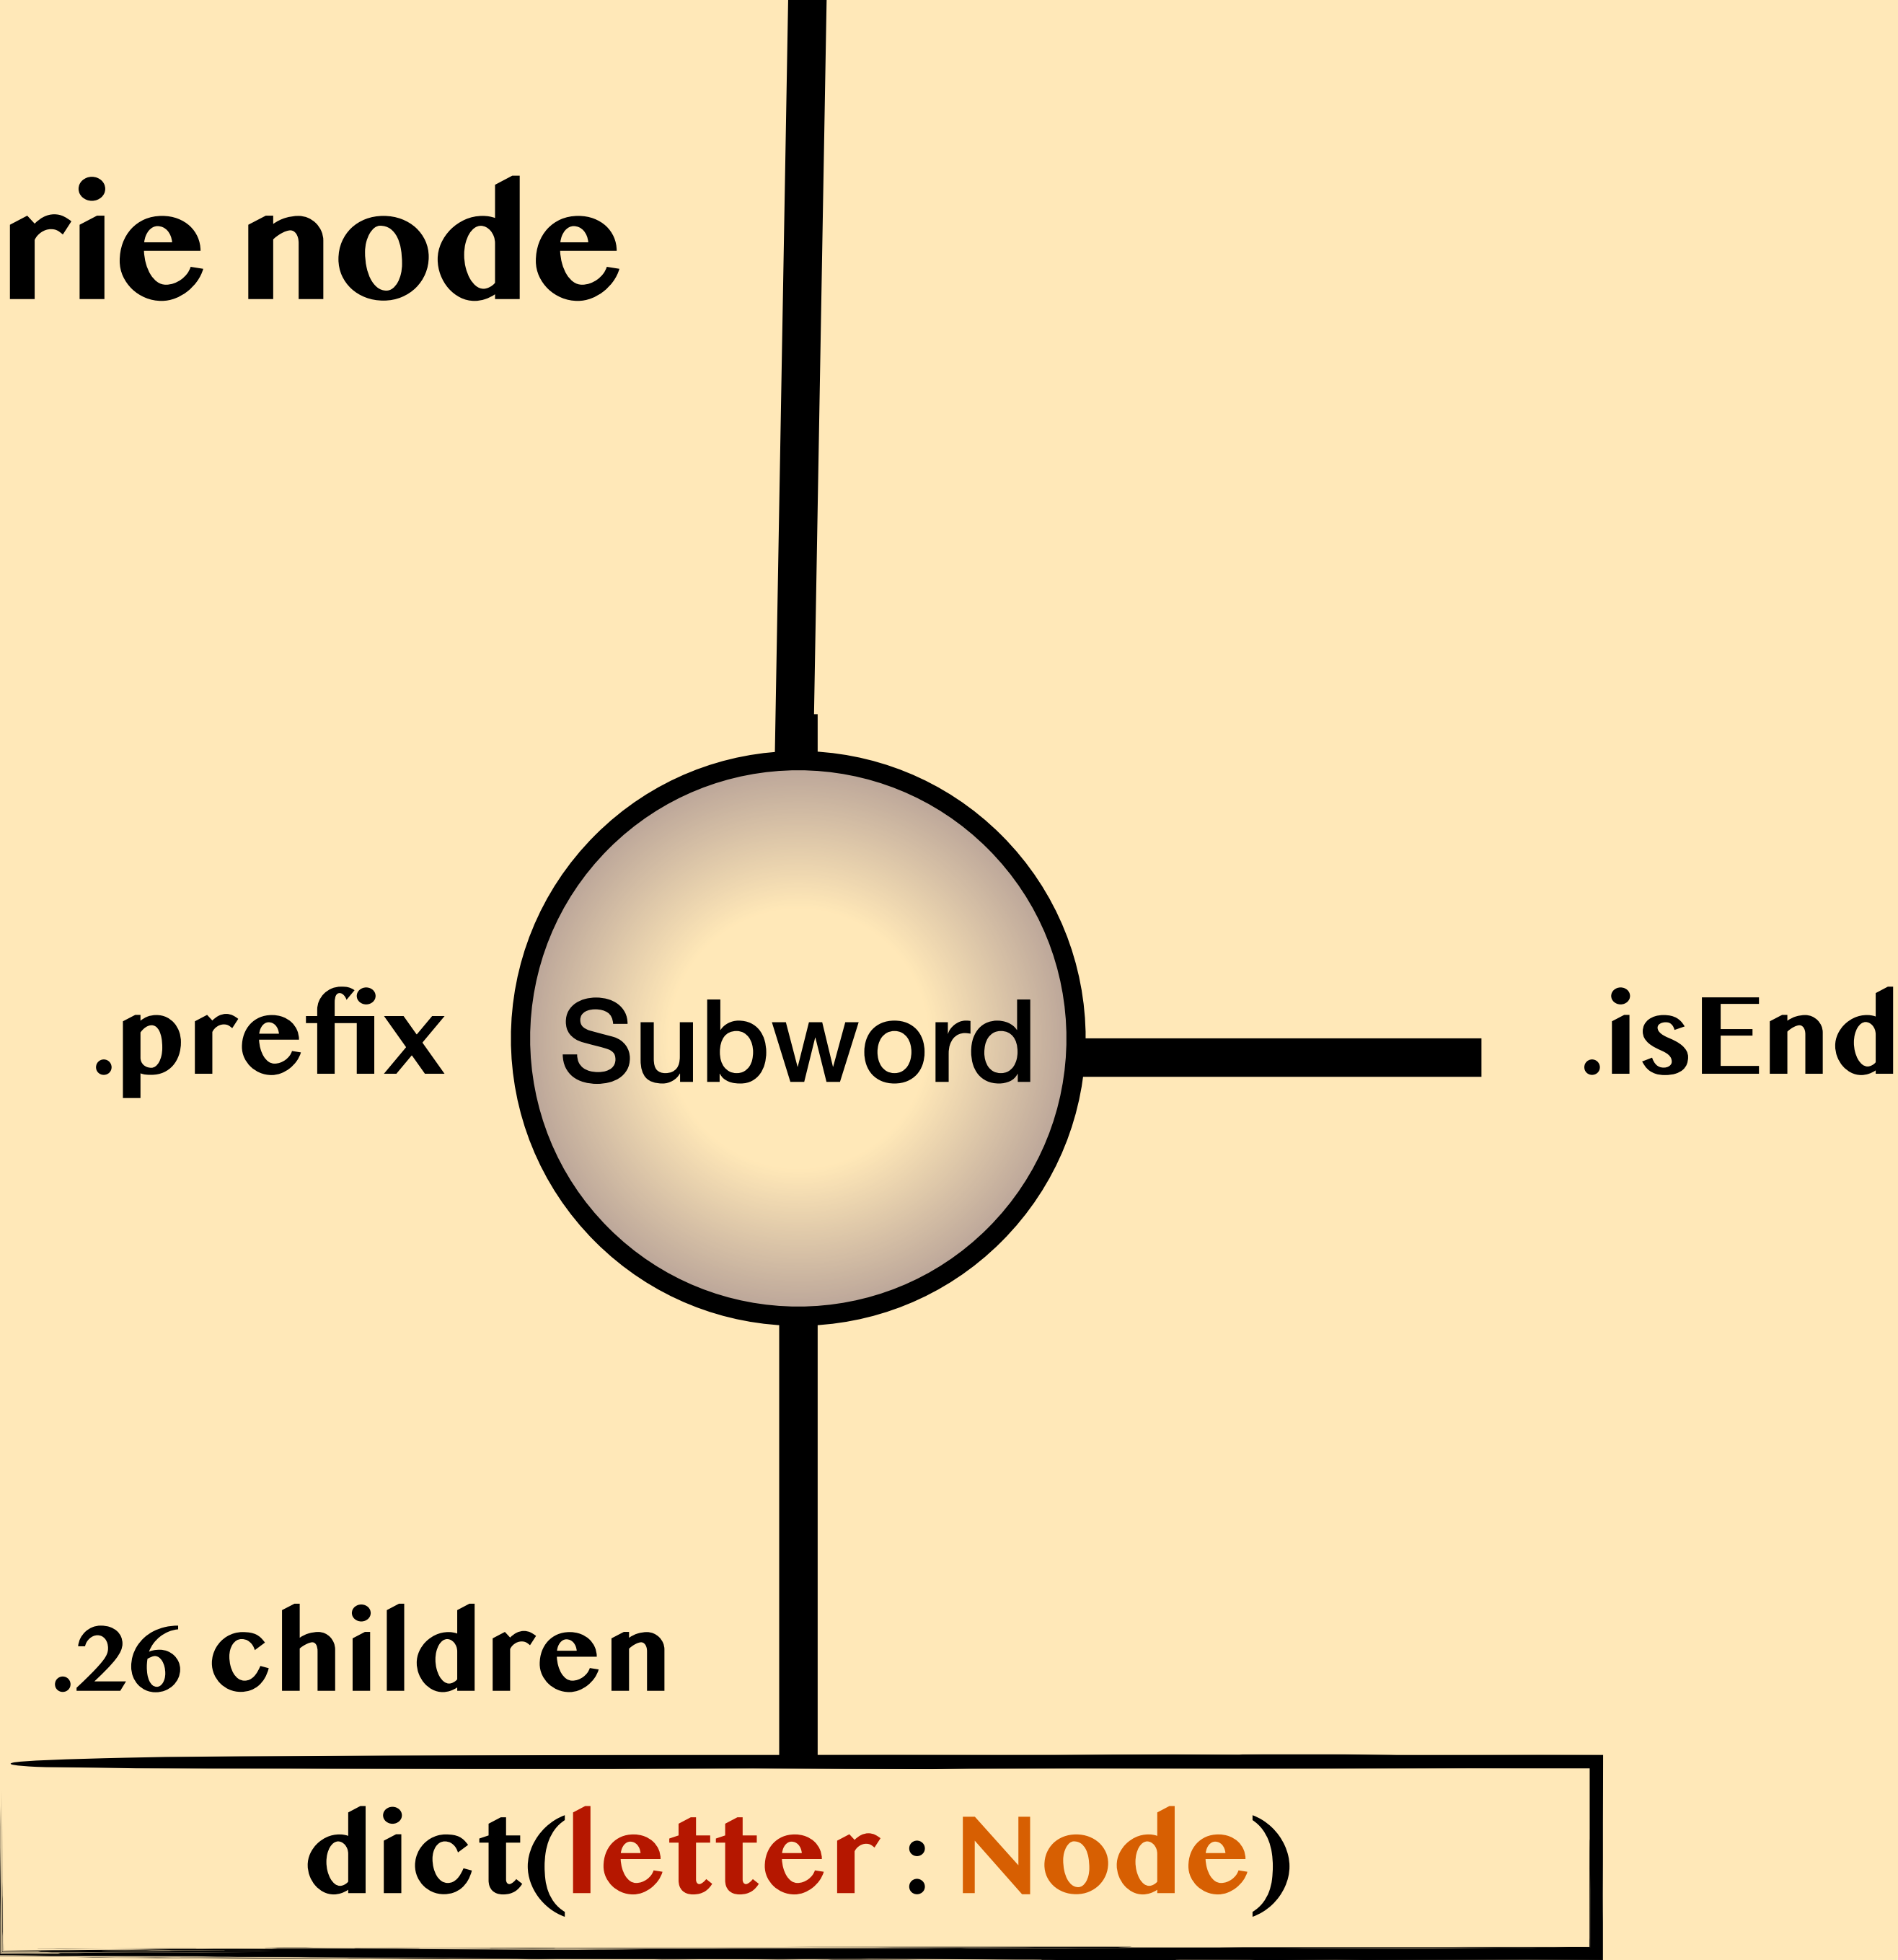 rie node
.prefix
Subword
.isEnd
.26 children
dict(letter : Node)